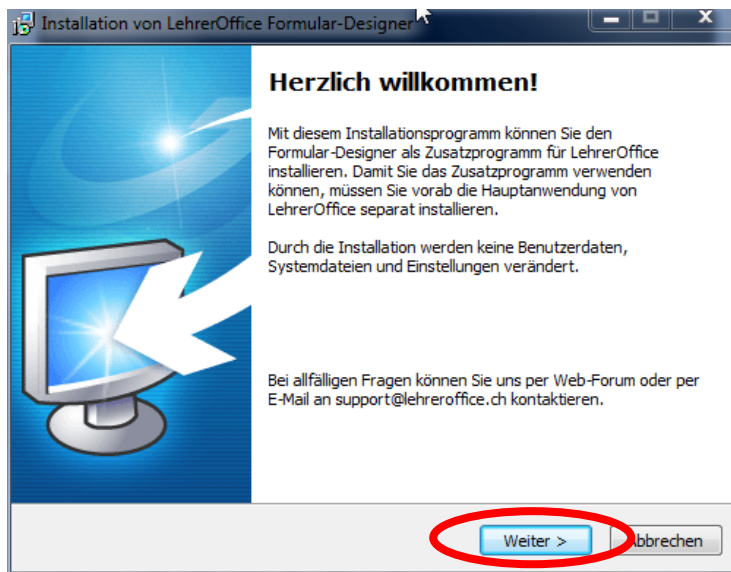 Installation von LehrerOffice Formular-Designer
Herzlich willkommen!
Mit diesem Installationsprogramm können Sie den
Formular-Designer als Zusatzprogramm für LehrerOffice
installieren. Damit Sie das Zusatzprogramm verwenden
können, müssen Sie vorab die Hauptanwendung von
LehrerOffice separat installieren.
Durch die Installation werden keine Benutzerdaten,
Systemdateien und Einstellungen verändert.
Bei allfälligen Fragen können Sie uns per Web-Forum oder per
E-Mail an support@lehreroffice.ch kontaktieren.
Weiter >
Abbrechen